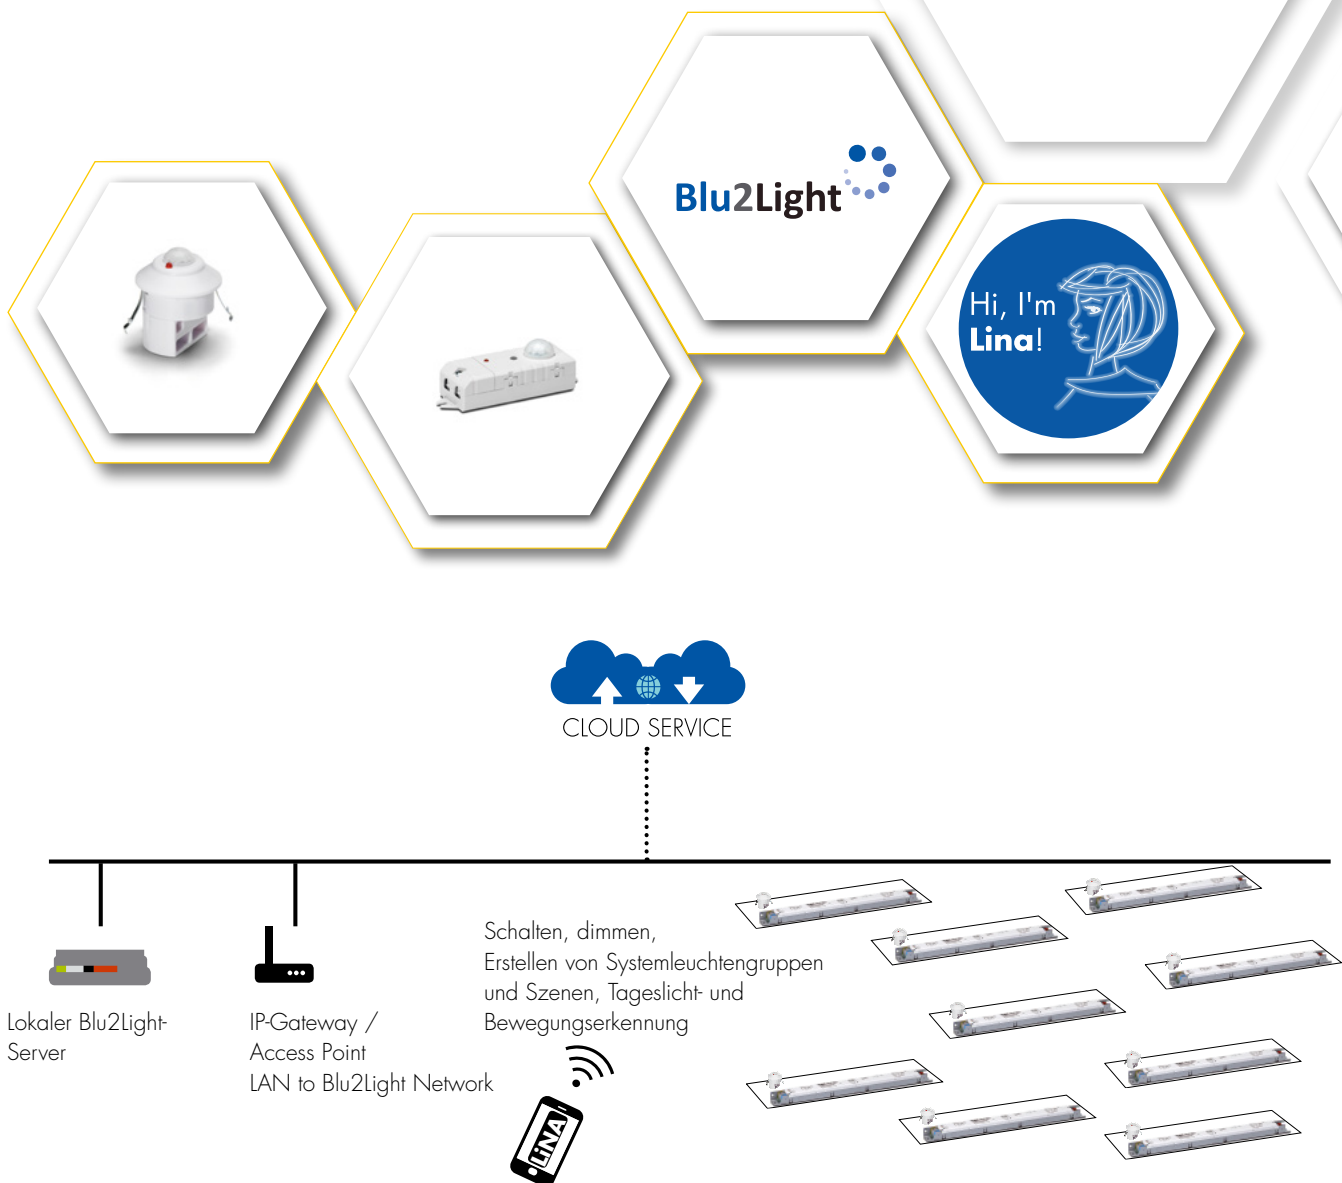 Blu2Light
Hi, I'm
Lina!
CLOUD SERVICE
Lokaler Blu2Light-
Server
IP-Gateway /
Access Point
LAN to Blu2Light Network
Schalten, dimmen,
Erstellen von Systemleuchtengruppen
und Szenen, Tageslicht- und
Bewegungserkennung
LiNA